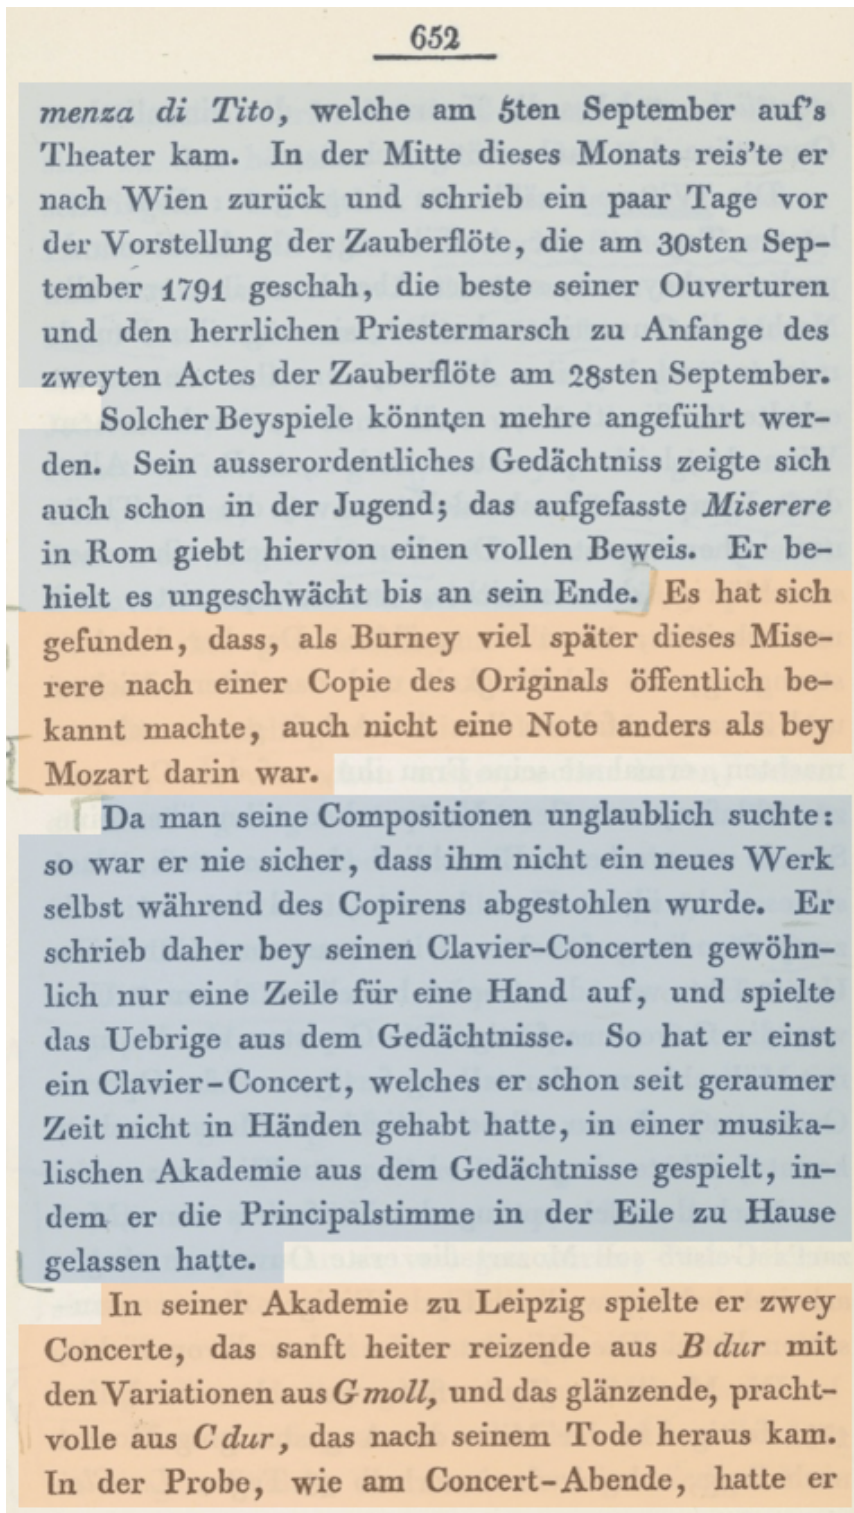 652
menza di Tito, welche am 5ten September auf's
Theater kam. In der Mitte dieses Monats reis'te er
nach Wien zurück und schrieb ein paar Tage vor
der Vorstellung der Zauberflöte, die am 30sten Sep-
tember 1791 geschah, die beste seiner Ouverturen
und den herrlichen Priestermarsch zu Anfange des
zweyten Actes der Zauberflöte am 28sten September.
Solcher Beyspiele könnten mehre angeführt wer-
den. Sein ausserordentliches Gedächtniss zeigte sich
auch schon in der Jugend; das aufgefasste Miserere
in Rom giebt hiervon einen vollen Beweis. Er be-
hielt es ungeschwächt bis an sein Ende. Es hat sich
gefunden, dass, als Burney viel später dieses Mise-
rere nach einer Copie des Originals öffentlich be-
kannt machte, auch nicht eine Note anders als bey
Mozart darin war.
Da man seine Compositionen unglaublich suchte:
so war er nie sicher, dass ihm nicht ein neues Werk
selbst während des Copirens abgestohlen wurde. Er
schrieb daher bey seinen Clavier-Concerten gewöhn-
lich nur eine Zeile für eine Hand auf, und spielte
das Uebrige aus dem Gedächtnisse. So hat er einst
ein Clavier-Concert, welches er schon seit geraumer
Zeit nicht in Händen gehabt hatte, in einer musika-
lischen Akademie aus dem Gedächtnisse gespielt, in-
dem er die Principalstimme in der Eile zu Hause
gelassen hatte.
In seiner Akademie zu Leipzig spielte er zwey
Concerte, das sanft heiter reizende aus B dur mit
den Variationen aus G moll, und das glänzende, pracht-
volle aus C dur, das nach seinem Tode heraus kam.
In der Probe, wie am Concert-Abende, hatte er